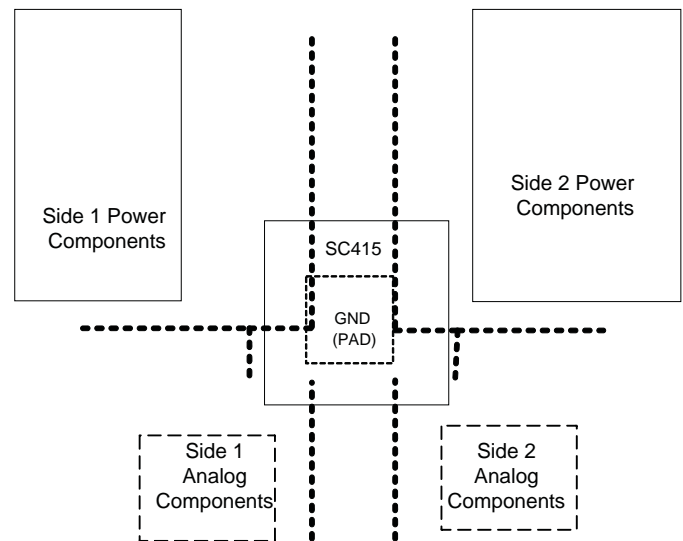 Side 1 Power
Components
Side 2 Power
Components
SC415
GND
(PAD)
Side 1
Analog
Components
Side 2
Analog
Components